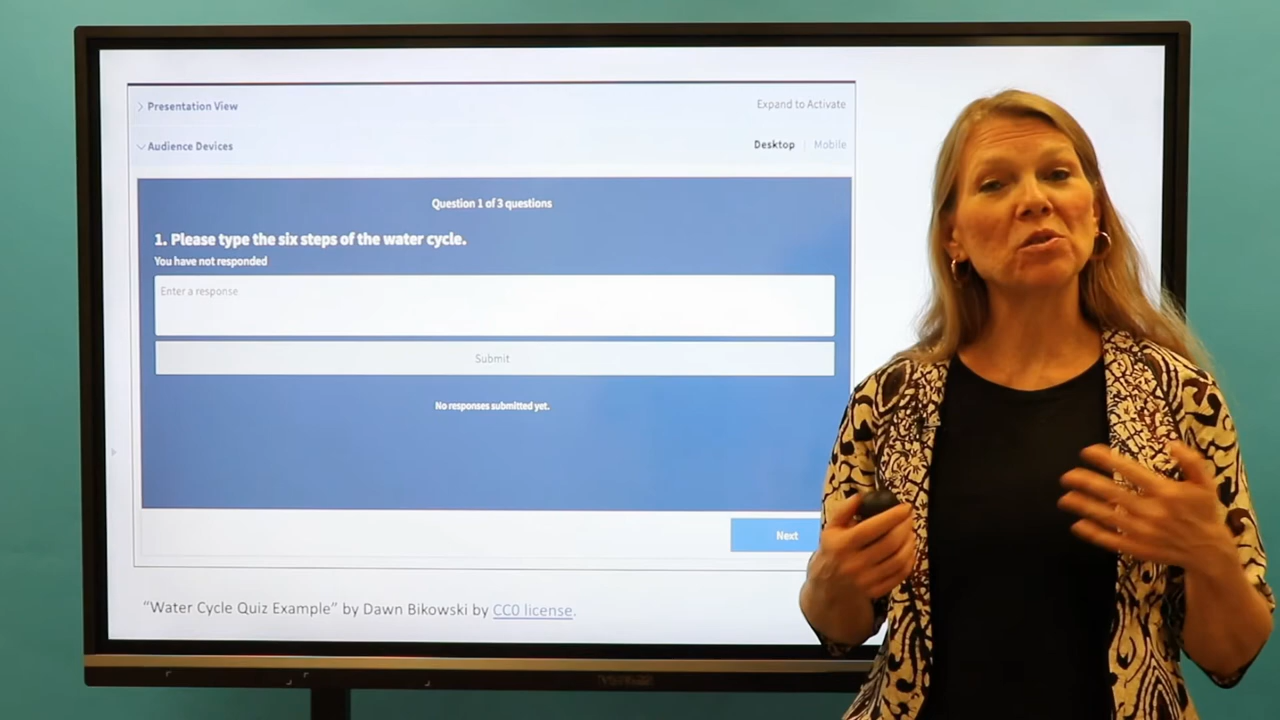 Presentation View
Expand to Activate
Audience Devices
Desktop | Mobile
Question 1 of 3 questions
1. Please type the six steps of the water cycle.
You have not responded
Enter a response
Submit
No responses submitted yet.
Next
“Water Cycle Quiz Example” by Dawn Bikowski by CC0 license.